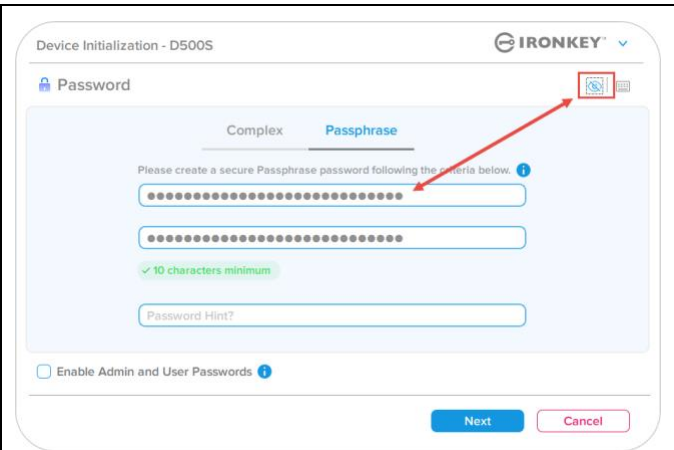 Device Initialization - D500S
IRONKEY™
Password
Complex Passphrase
Please create a secure Passphrase password following the criteria below.
✓ 10 characters minimum
Password Hint?
Enable Admin and User Passwords
Next Cancel